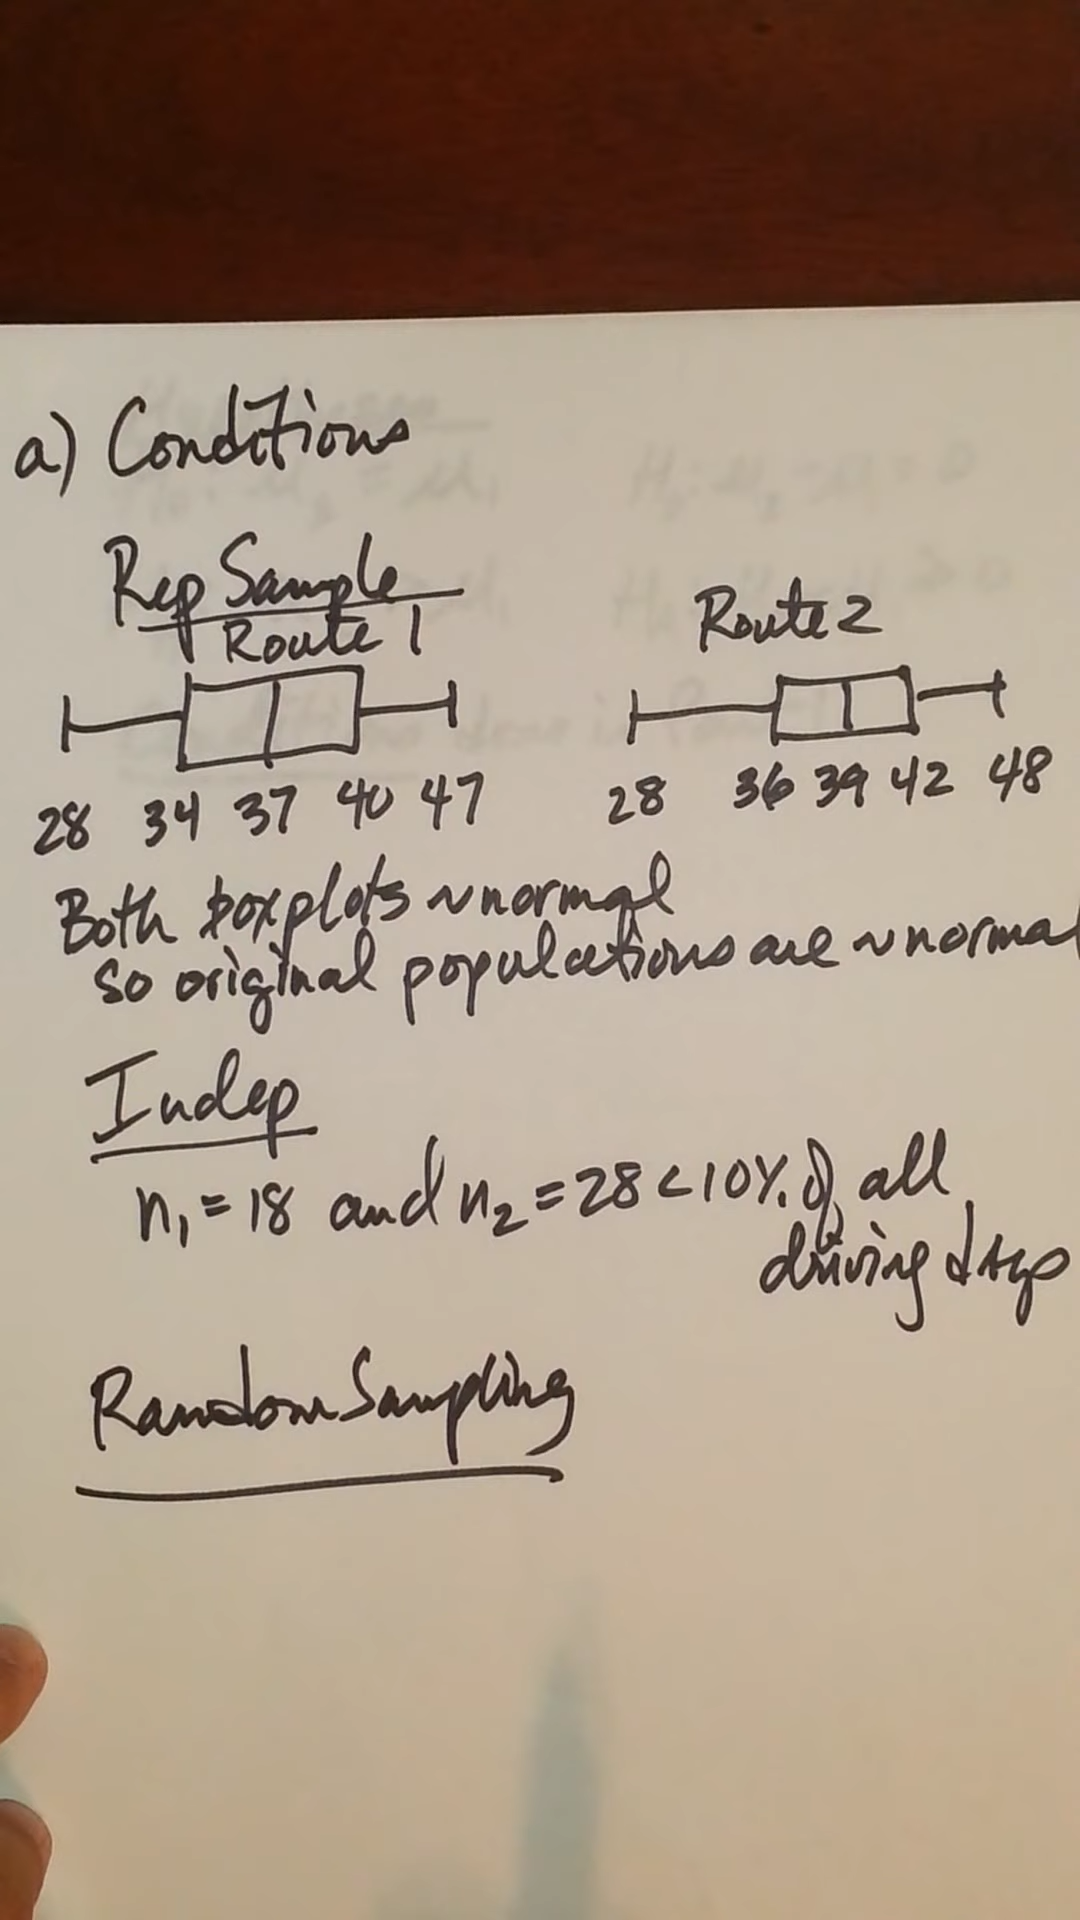 a) Conditions
Rep Sample
Route 1
Route 2
28 34 37 40 47
28 36 39 42 48
Both boxplots ~normal
so original populations are ~normal
Indep
n₁ = 18 and n₂ = 28 < 10% of all
driving days
Random Sampling